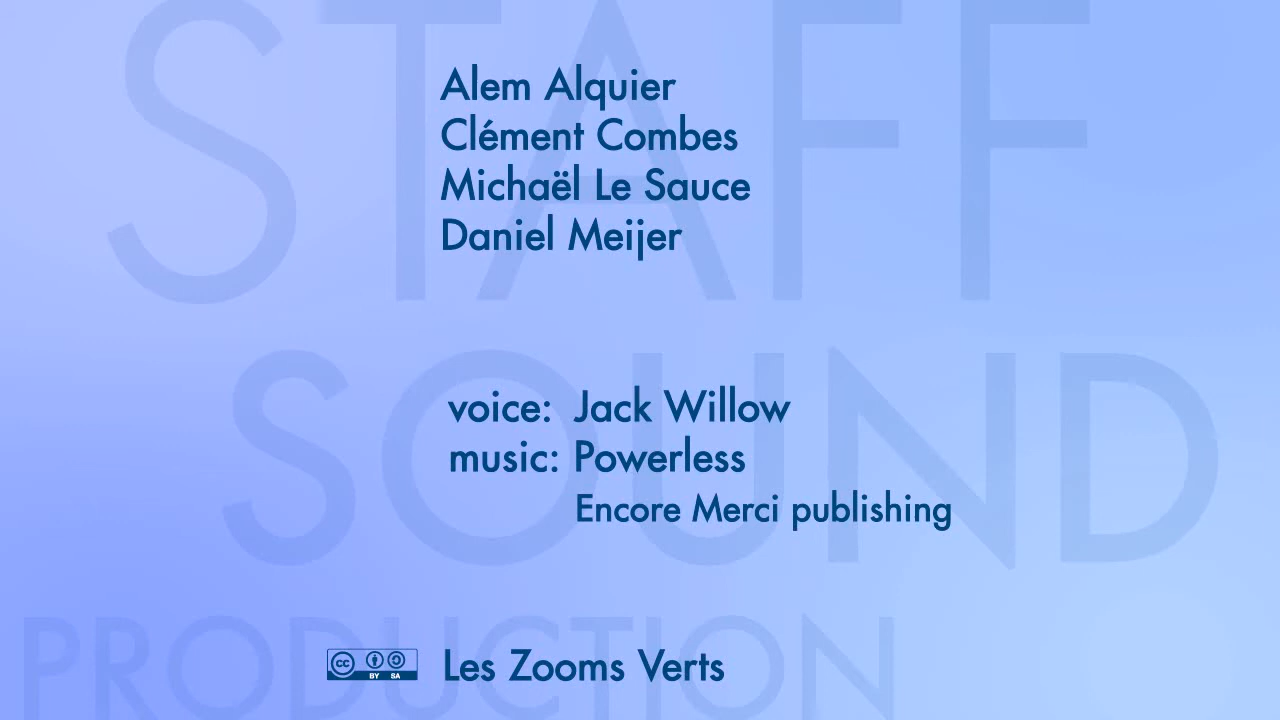 STAFF
Alem Alquier
Clément Combes
Michaël Le Sauce
Daniel Meijer
SOUND
voice: Jack Willow
music: Powerless
Encore Merci publishing
PRODUCTION
cc BY SA Les Zooms Verts